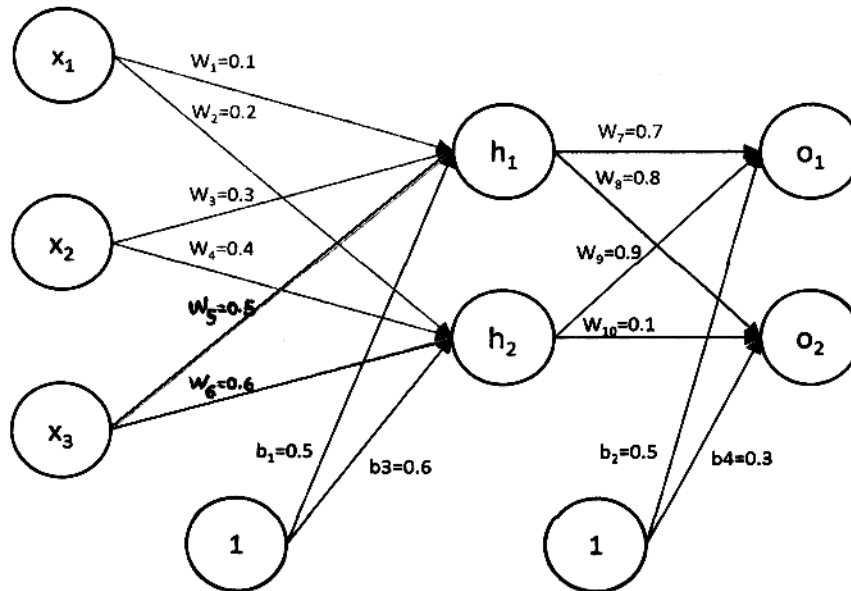 x₁
W₁=0.1
W₂=0.2
h₁
W₇=0.7
o₁
W₈=0.8
W₃=0.3
x₂
W₄=0.4
W₉=0.9
W₅=0.5
h₂
W₁₀=0.1
o₂
W₆=0.6
x₃
b₁=0.5
b3=0.6
b₂=0.5
b4=0.3
1
1